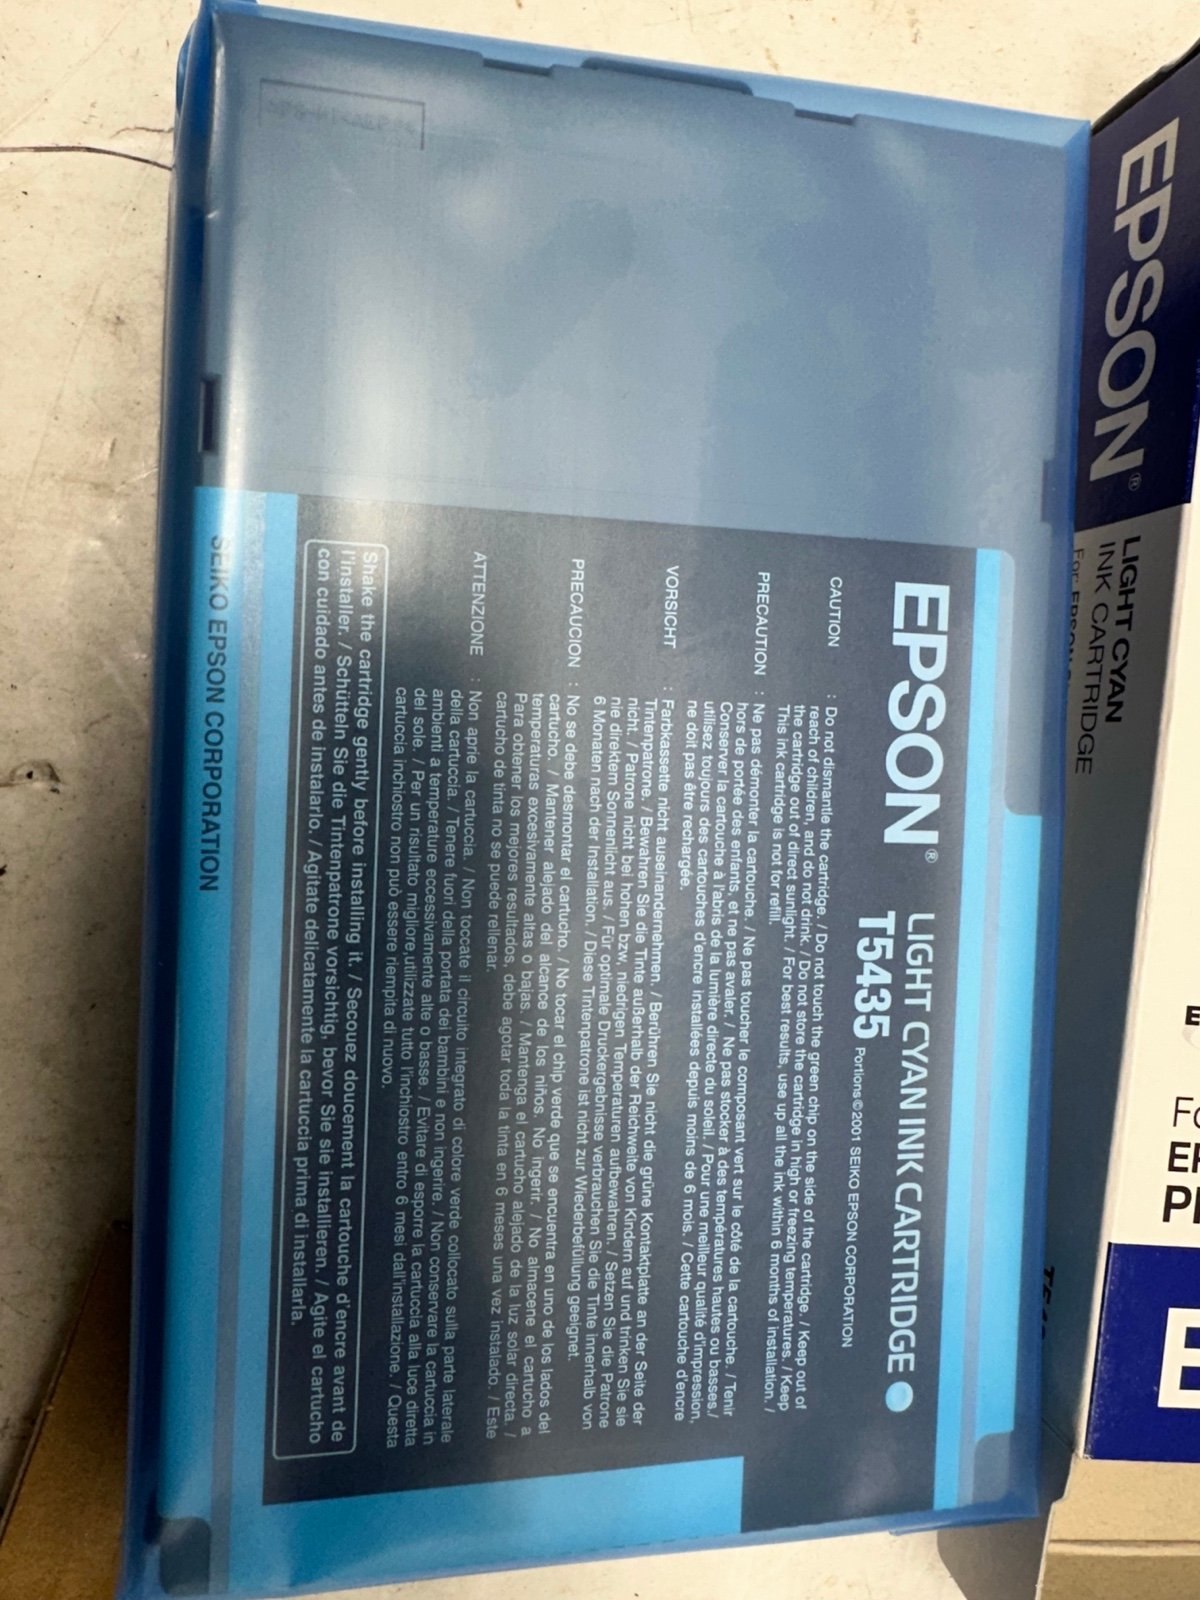 EPSON® LIGHT CYAN INK CARTRIDGE
T5435 Portions © 2001 SEIKO EPSON CORPORATION
CAUTION : Do not dismantle the cartridge. / Do not touch the green chip on the side of the cartridge. / Keep out of
reach of children, and do not drink. / Do not store the cartridge in high or freezing temperatures. / Keep
the cartridge out of direct sunlight. / For best results, use up all the ink within 6 months of installation. /
This ink cartridge is not for refill.
PRECAUTION : Ne pas démonter la cartouche. / Ne pas toucher le composant vert sur le côté de la cartouche. / Tenir
hors de portée des enfants, et ne pas avaler. / Ne pas stocker à des températures hautes ou basses. /
Conserver la cartouche à l'abris de la lumière directe du soleil. / Pour une meilleur qualité d'impression,
utilisez toujours des cartouches d'encre installées depuis moins de 6 mois. / Cette cartouche d'encre
ne doit pas être rechargée.
VORSICHT : Farbkassette nicht auseinandernehmen. / Berühren Sie nicht die grüne Kontaktplatte an der Seite der
Tintenpatrone. / Bewahren Sie die Tinte außerhalb der Reichweite von Kindern auf und trinken Sie sie
nicht. / Patrone nicht bei hohen bzw. niedrigen Temperaturen aufbewahren. / Setzen Sie die Patrone
nie direktem Sonnenlicht aus. / Für optimale Druckergebnisse verbrauchen Sie die Tinte innerhalb von
6 Monaten nach der Installation. / Diese Tintenpatrone ist nicht zur Wiederbefüllung geeignet.
PRECAUCION : No se debe desmontar el cartucho. / No tocar el chip verde que se encuentra en uno de los lados del
cartucho. / Mantener alejado del alcance de los niños. No ingerir. / No almacene el cartucho a
temperaturas excesivamente altas o bajas. / Mantenga el cartucho alejado de la luz solar directa. /
Para obtener los mejores resultados, debe agotar toda la tinta en 6 meses una vez instalado. / Este
cartucho de tinta no se puede rellenar.
ATTENZIONE : Non aprire la cartuccia. / Non toccate il circuito integrato di colore verde collocato sulla parte laterale
della cartuccia. / Tenere fuori della portata dei bambini e non ingerire. / Non conservare la cartuccia in
ambienti a temperature eccessivamente alte o basse. / Evitare di esporre la cartuccia alla luce diretta
del sole. / Per un risultato migliore,utilizzate tutto l'inchiostro entro 6 mesi dall'installazione. / Questa
cartuccia inchiostro non può essere riempita di nuovo.
Shake the cartridge gently before installing it. / Secouez doucement la cartouche d'encre avant de
l'installer. / Schütteln Sie die Tintenpatrone vorsichtig, bevor Sie sie installieren. / Agite el cartucho
con cuidado antes de instalarlo. / Agitate delicatamente la cartuccia prima di installarla.
SEIKO EPSON CORPORATION
EPSON®
LIGHT CYAN
INK CARTRIDGE